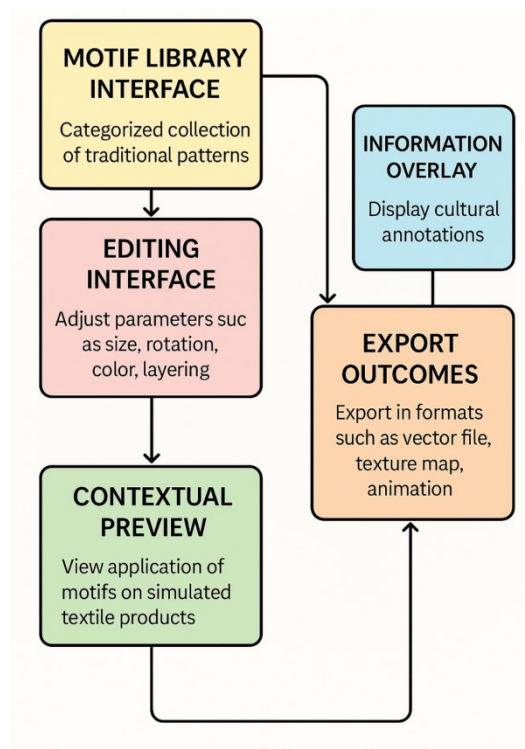 MOTIF LIBRARY
INTERFACE
Categorized collection
of traditional patterns
EDITING
INTERFACE
Adjust parameters suc
as size, rotation,
color, layering
CONTEXTUAL
PREVIEW
View application of
motifs on simulated
textile products
INFORMATION
OVERLAY
Display cultural
annotations
EXPORT
OUTCOMES
Export in formats
such as vector file,
texture map,
animation